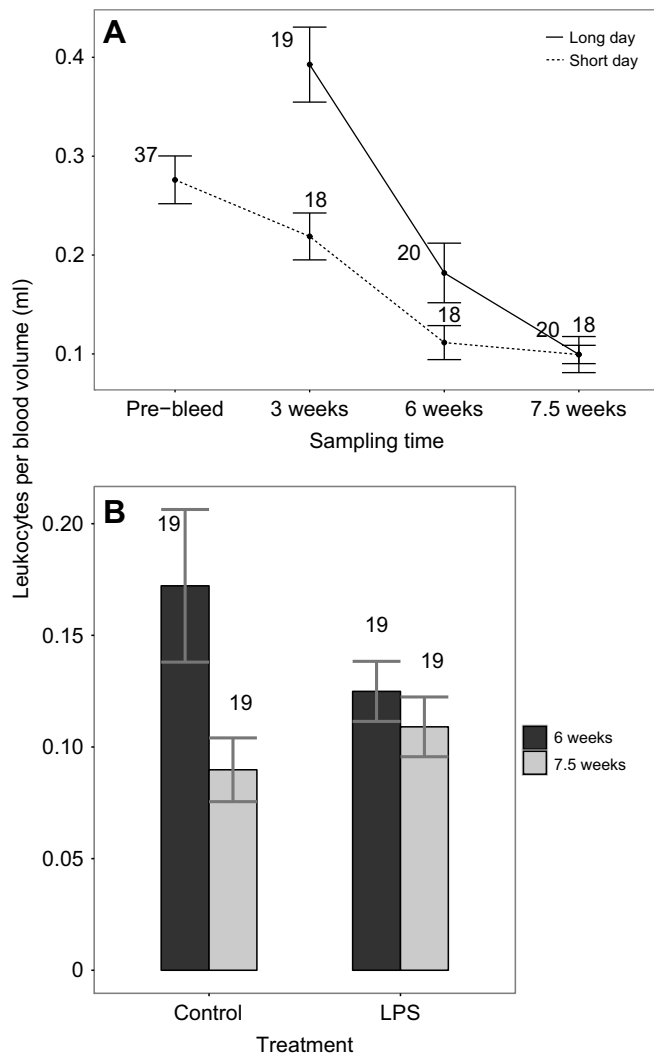 A
Long day
Short day
0.4
0.3
0.2
0.1
19
37
18
20
18
20 18
Pre−bleed 3 weeks 6 weeks 7.5 weeks
Sampling time
Leukocytes per blood volume (ml)
B
0.20
0.15
0.10
0.05
0
19
19
19
19
6 weeks
7.5 weeks
Control LPS
Treatment